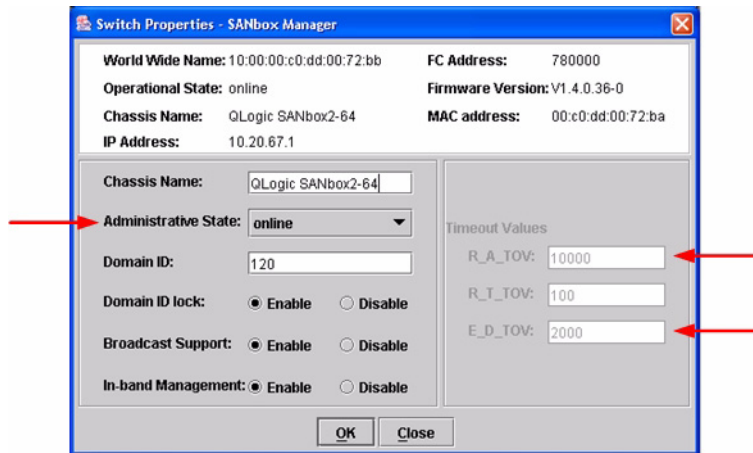 Switch Properties - SANbox Manager
World Wide Name: 10:00:00:c0:dd:00:72:bb FC Address: 780000
Operational State: online Firmware Version: V1.4.0.36-0
Chassis Name: QLogic SANbox2-64 MAC address: 00:c0:dd:00:72:ba
IP Address: 10.20.67.1
Chassis Name: QLogic SANbox2-64
Administrative State: online
Domain ID: 120
Domain ID lock: Enable Disable
Broadcast Support: Enable Disable
In-band Management: Enable Disable
Timeout Values
R_A_TOV: 10000
R_T_TOV: 100
E_D_TOV: 2000
OK Close